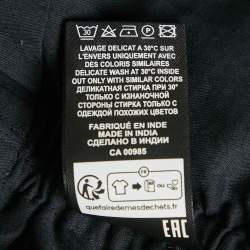 30
LAVAGE DELICAT A 30°C SUR
L'ENVERS UNIQUEMENT AVEC
DES COLORIS SIMILAIRES
DELICATE WASH AT 30°C INSIDE
OUT ONLY WITH SIMILAR COLORS
ДЕЛИКАТНАЯ СТИРКА ПРИ 30°
ТОЛЬКО С ИЗНАНОЧНОЙ
СТОРОНЫ СТИРКА ТОЛЬКО С
ОДЕЖДОЙ ПОХОЖИХ ЦВЕТОВ
FABRIQUÉ EN INDE
MADE IN INDIA
СДЕЛАНО В ИНДИИ
CA 00985
FR
quefairedemesdechets.fr
EAC